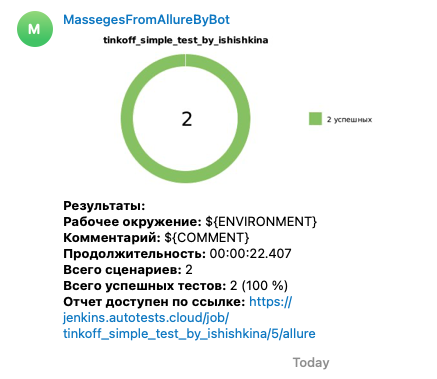 M
MassegesFromAllureByBot
tinkoff_simple_test_by_ishishkina
2
2 успешных
Результаты:
Рабочее окружение: ${ENVIRONMENT}
Комментарий: ${COMMENT}
Продолжительность: 00:00:22.407
Всего сценариев: 2
Всего успешных тестов: 2 (100 %)
Отчет доступен по ссылке: https://
jenkins.autotests.cloud/job/
tinkoff_simple_test_by_ishishkina/5/allure
Today